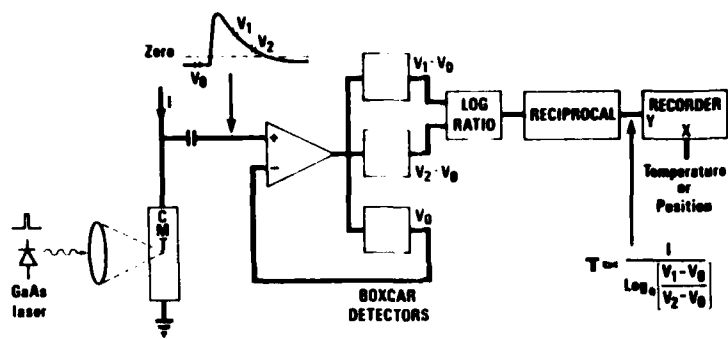 Zero
V₁
V₂
V₀
I
+
−
V₁-V₀
V₂-V₀
V₀
LOG
RATIO
RECIPROCAL
RECORDER
Y
X
Temperature
or
Position
C
M
T
GaAs
laser
BOXCAR
DETECTORS
T ∝ 1 / Logₑ[V₁-V₀ / V₂-V₀]